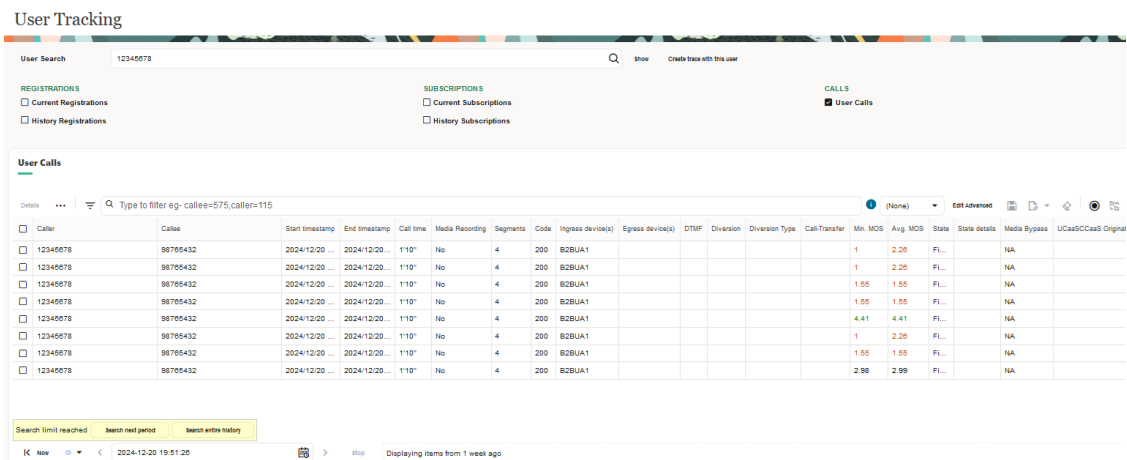 User Tracking
User Search 12345678 Show Create trace with this user
REGISTRATIONS SUBSCRIPTIONS CALLS
Current Registrations Current Subscriptions User Calls
History Registrations History Subscriptions
User Calls
Details ... Type to filter eg- callee=575,caller=115 (None) Edit Advanced
Caller Callee Start timestamp End timestamp Call time Media Recording Segments Code Ingress device(s) Egress device(s) DTMF Diversion Diversion Type Call-Transfer Min. MOS Avg. MOS State State details Media Bypass UCaaSCCaaS Originat
12345678 98765432 2024/12/20 ... 2024/12/20... 1'10" No 4 200 B2BUA1 1 2.26 Fi... NA
12345678 98765432 2024/12/20 ... 2024/12/20... 1'10" No 4 200 B2BUA1 1 2.26 Fi... NA
12345678 98765432 2024/12/20 ... 2024/12/20... 1'10" No 4 200 B2BUA1 1.55 1.55 Fi... NA
12345678 98765432 2024/12/20 ... 2024/12/20... 1'10" No 4 200 B2BUA1 1.55 1.55 Fi... NA
12345678 98765432 2024/12/20 ... 2024/12/20... 1'10" No 4 200 B2BUA1 4.41 4.41 Fi... NA
12345678 98765432 2024/12/20 ... 2024/12/20... 1'10" No 4 200 B2BUA1 1 2.26 Fi... NA
12345678 98765432 2024/12/20 ... 2024/12/20... 1'10" No 4 200 B2BUA1 1.55 1.55 Fi... NA
12345678 98765432 2024/12/20 ... 2024/12/20... 1'10" No 4 200 B2BUA1 2.98 2.99 Fi... NA
Search limit reached Search next period Search entire history
Now 2024-12-20 19:51:26 Stop Displaying items from 1 week ago